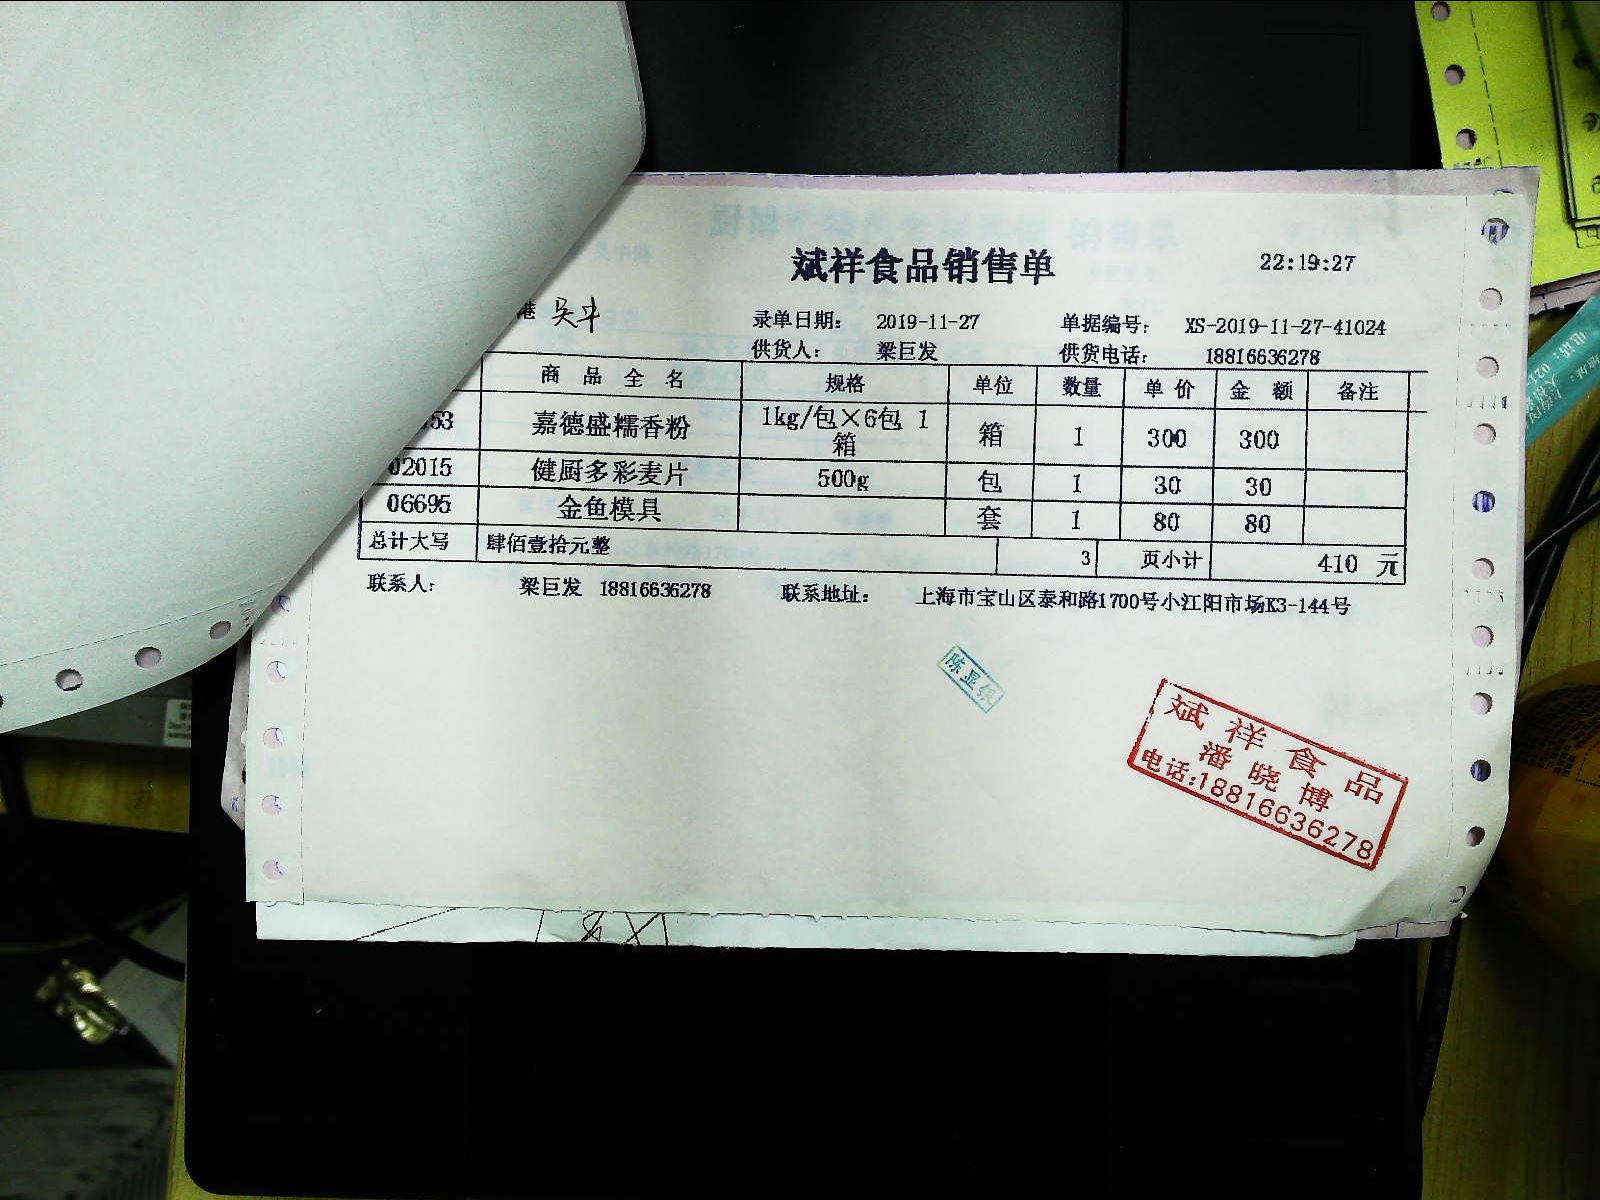 斌祥食品销售单 22:19:27
港 吴中 录单日期： 2019-11-27 单据编号： XS-2019-11-27-41024
供货人： 梁巨发 供货电话： 18816636278
商 品 全 名 规格 单位 数量 单 价 金 额 备注
53 嘉德盛糯香粉 1kg/包×6包 1 箱 1 300 300
箱
02015 健厨多彩麦片 500g 包 1 30 30
06695 金鱼模具 套 1 80 80
总计大写 肆佰壹拾元整 3 页小计 410 元
联系人： 梁巨发 18816636278 联系地址： 上海市宝山区泰和路1700号小江阳市场K3-144号
陈显银
斌祥食品
潘晓博
电话:18816636278